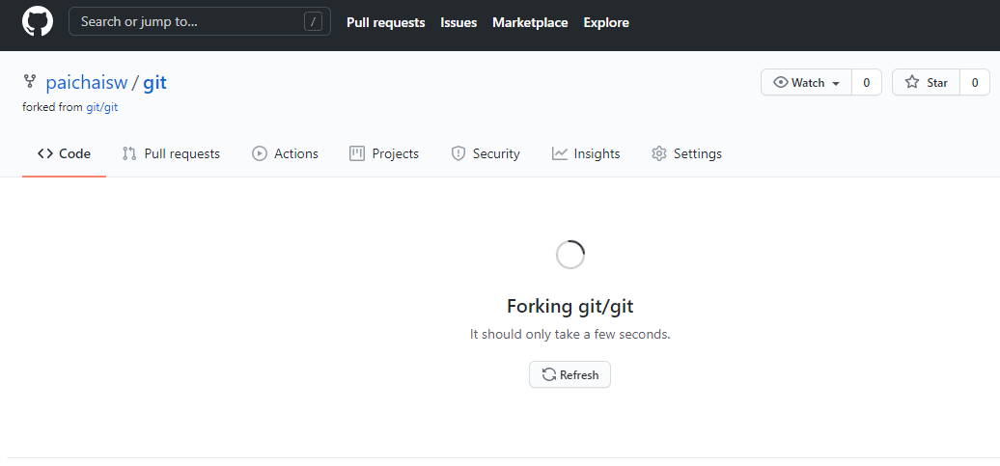 Search or jump to... / Pull requests Issues Marketplace Explore
paichaisw / git Watch 0 Star 0
forked from git/git
Code Pull requests Actions Projects Security Insights Settings
Forking git/git
It should only take a few seconds.
Refresh